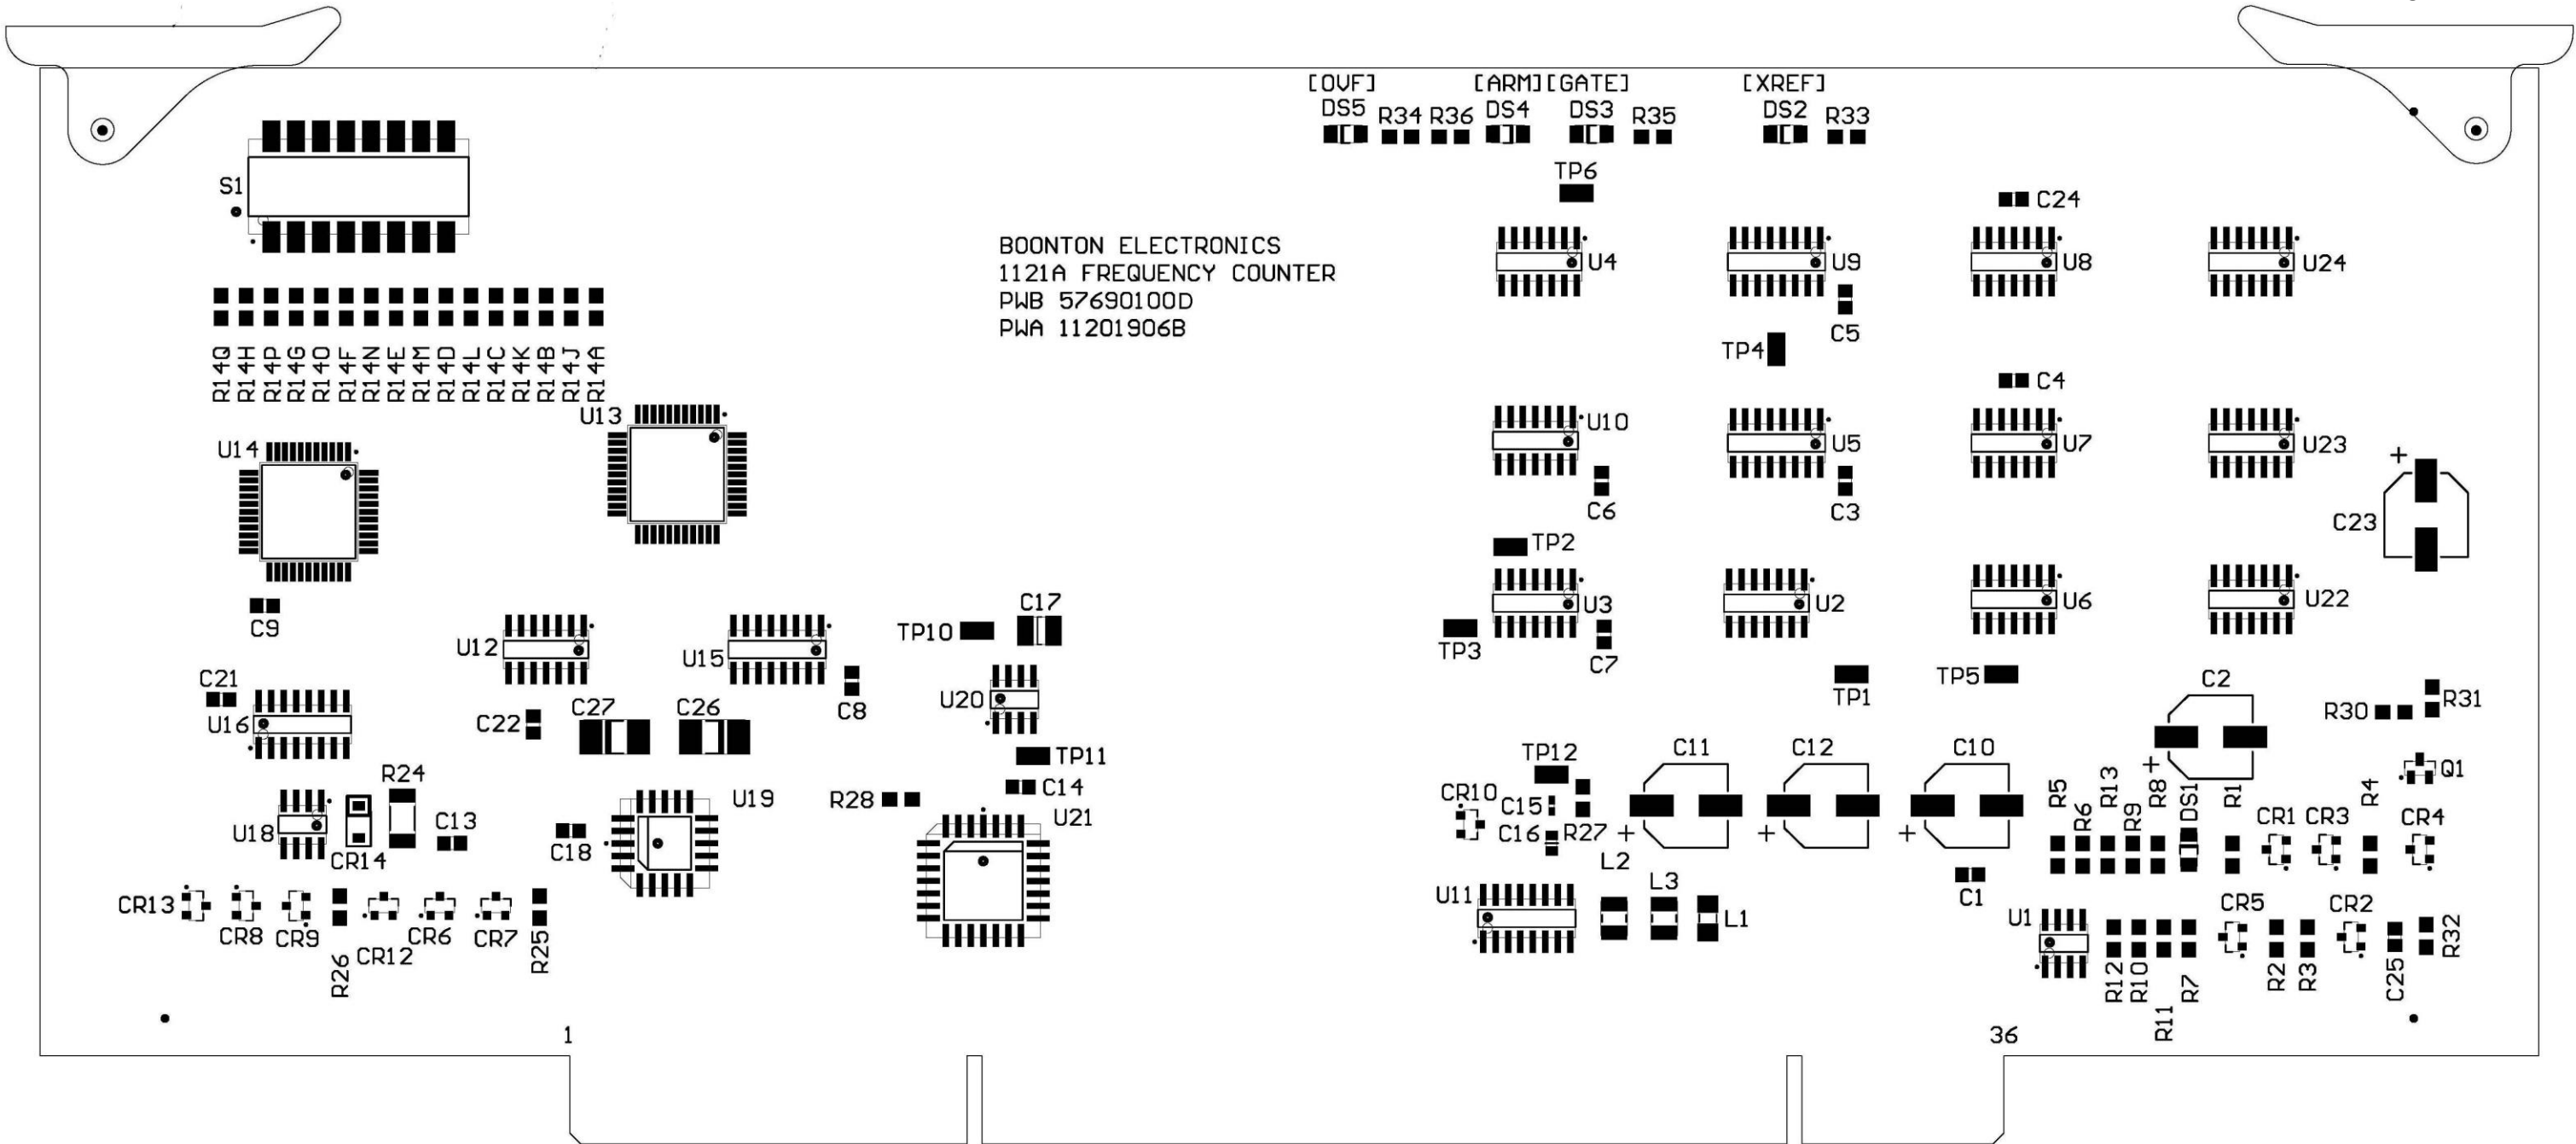 [OVF] [ARM][GATE] [XREF]
DS5 R34 R36 DS4 DS3 R35 DS2 R33
TP6
S1
C24
BOONTON ELECTRONICS
1121A FREQUENCY COUNTER
PWB 57690100D
PWA 11201906B
U4 U9 U8 U24
C5
TP4
R14Q R14H R14P R14G R14O R14F R14N R14E R14M R14D R14L R14C R14K R14B R14J R14A
C4
U13
U10
U14
U5 U7 U23
+
C6 C3
C23
TP2
C9
C17
U3 U2 U6 U22
TP10
U12
U15
TP3
C7
C21
U20
TP1 TP5 C2
U16
C22 C27 C26 C8
R30 R31
TP11
TP12 C11 C12 C10
+
Q1
R24
C14
R28 U19
CR10
C15
R5 R6 R13 R9 R8 DS1 R1 CR1 CR3 R4 CR4
U18 C13
U21
C16 R27 + + +
CR14
C18
L2
L3
U11
C1
CR13
L1
CR5 CR2
U1
CR8 CR9 CR6 CR7
R26 CR12 R25
R12 R10 R11 R7 R2 R3 C25 R32
1 36